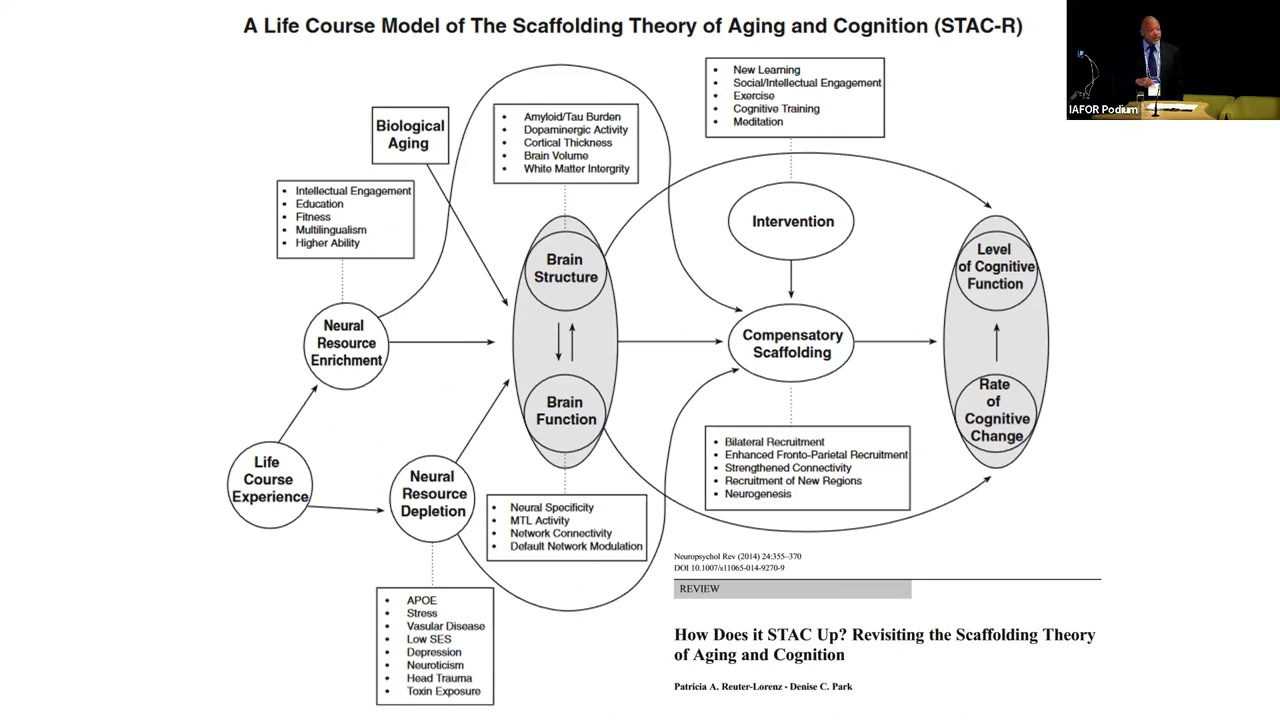 A Life Course Model of The Scaffolding Theory of Aging and Cognition (STAC-R)
IAFOR Podium
Biological
Aging
• Amyloid/Tau Burden
• Dopaminergic Activity
• Cortical Thickness
• Brain Volume
• White Matter Intergrity
• New Learning
• Social/Intellectual Engagement
• Exercise
• Cognitive Training
• Meditation
• Intellectual Engagement
• Education
• Fitness
• Multilingualism
• Higher Ability
Intervention
Brain
Structure
Level
of Cognitive
Function
Neural
Resource
Enrichment
Compensatory
Scaffolding
Brain
Function
Rate
of
Cognitive
Change
Life
Course
Experience
Neural
Resource
Depletion
• Bilateral Recruitment
• Enhanced Fronto-Parietal Recruitment
• Strengthened Connectivity
• Recruitment of New Regions
• Neurogenesis
• Neural Specificity
• MTL Activity
• Network Connectivity
• Default Network Modulation
• APOE
• Stress
• Vascular Disease
• Low SES
• Depression
• Neuroticism
• Head Trauma
• Toxin Exposure
Neuropsychol Rev (2014) 24:355–370
DOI 10.1007/s11065-014-9270-9
REVIEW
How Does it STAC Up? Revisiting the Scaffolding Theory
of Aging and Cognition
Patricia A. Reuter-Lorenz · Denise C. Park